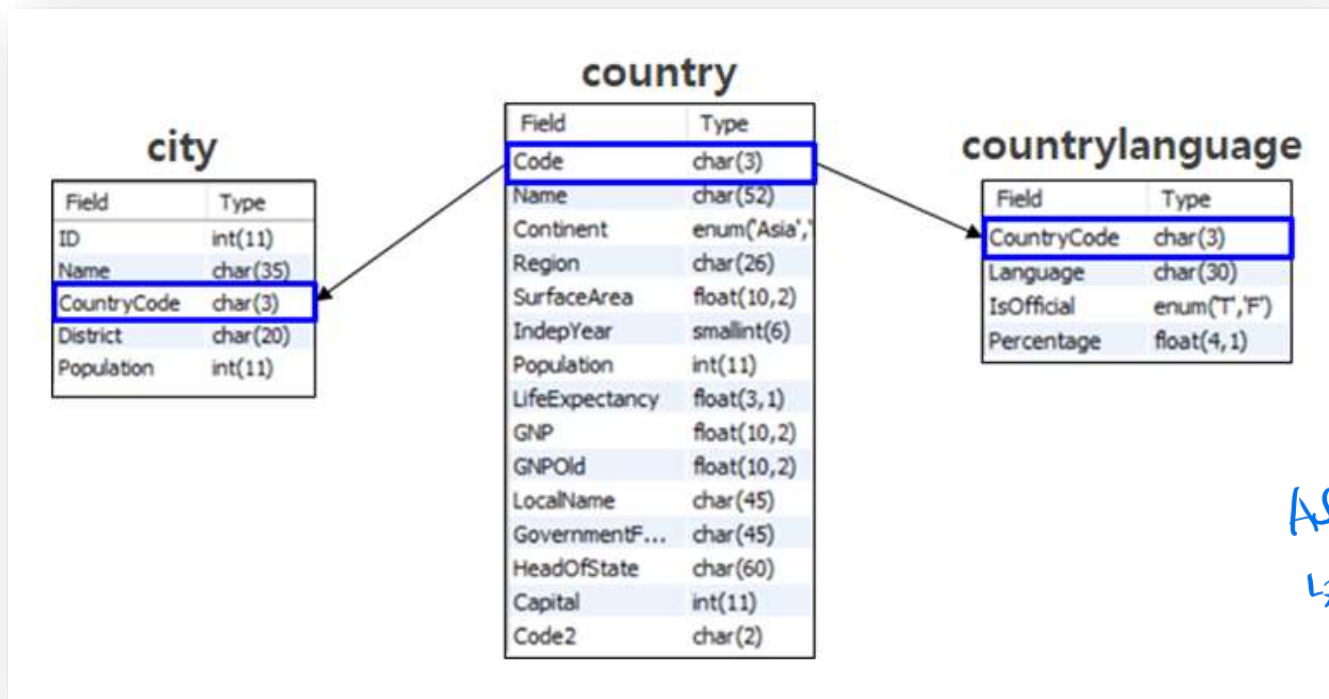 city
Field Type
ID int(11)
Name char(35)
CountryCode char(3)
District char(20)
Population int(11)
country
Field Type
Code char(3)
Name char(52)
Continent enum('Asia','
Region char(26)
SurfaceArea float(10,2)
IndepYear smallint(6)
Population int(11)
LifeExpectancy float(3,1)
GNP float(10,2)
GNPOld float(10,2)
LocalName char(45)
GovernmentF... char(45)
HeadOfState char(60)
Capital int(11)
Code2 char(2)
countrylanguage
Field Type
CountryCode char(3)
Language char(30)
IsOfficial enum('T','F')
Percentage float(4,1)